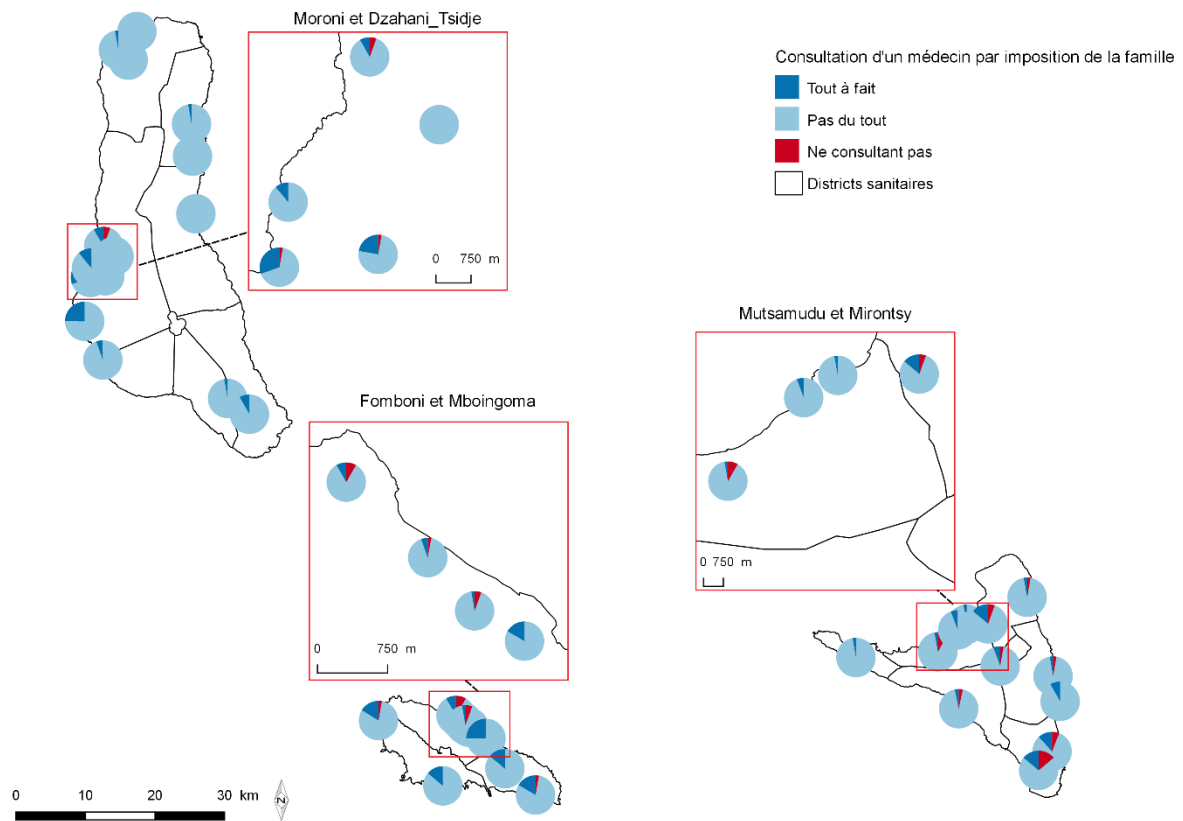 Moroni et Dzahani_Tsidje
Consultation d'un médecin par imposition de la famille
Tout à fait
Pas du tout
Ne consultant pas
Districts sanitaires
0 750 m
Mutsamudu et Mirontsy
Fomboni et Mboingoma
0 750 m
0 750 m
0 10 20 30 km
N